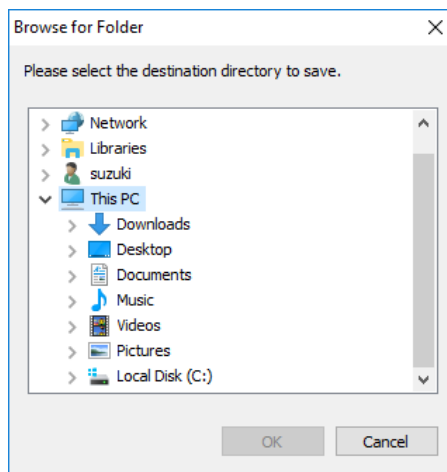 Browse for Folder
Please select the destination directory to save.
Network
Libraries
suzuki
This PC
Downloads
Desktop
Documents
Music
Videos
Pictures
Local Disk (C:)
OK Cancel